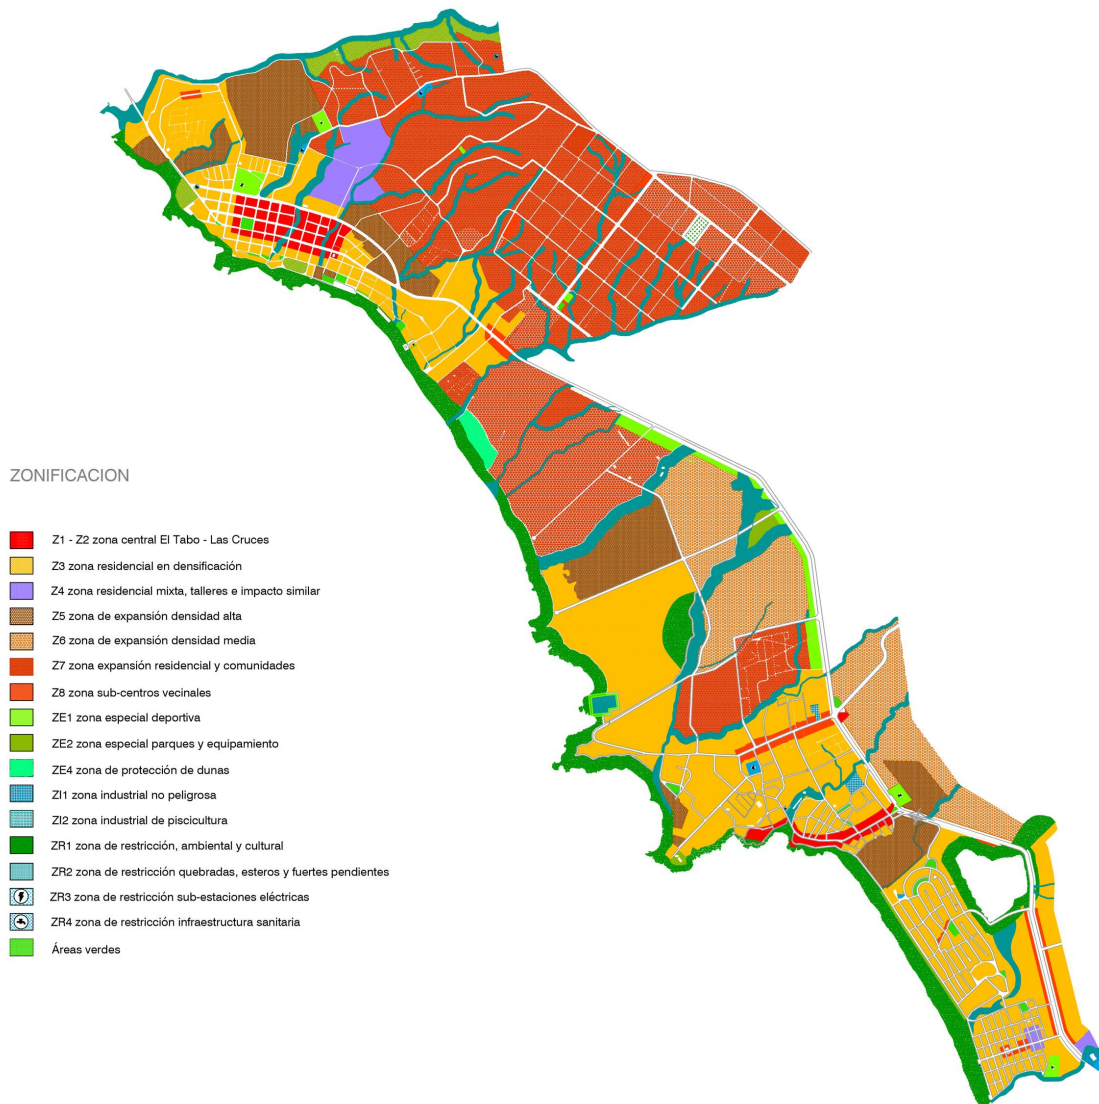 ZONIFICACION
Z1 - Z2 zona central El Tabo - Las Cruces
Z3 zona residencial en densificación
Z4 zona residencial mixta, talleres e impacto similar
Z5 zona de expansión densidad alta
Z6 zona de expansión densidad media
Z7 zona expansión residencial y comunidades
Z8 zona sub-centros vecinales
ZE1 zona especial deportiva
ZE2 zona especial parques y equipamiento
ZE4 zona de protección de dunas
ZI1 zona industrial no peligrosa
ZI2 zona industrial de piscicultura
ZR1 zona de restricción, ambiental y cultural
ZR2 zona de restricción quebradas, esteros y fuertes pendientes
ZR3 zona de restricción sub-estaciones eléctricas
ZR4 zona de restricción infraestructura sanitaria
Áreas verdes